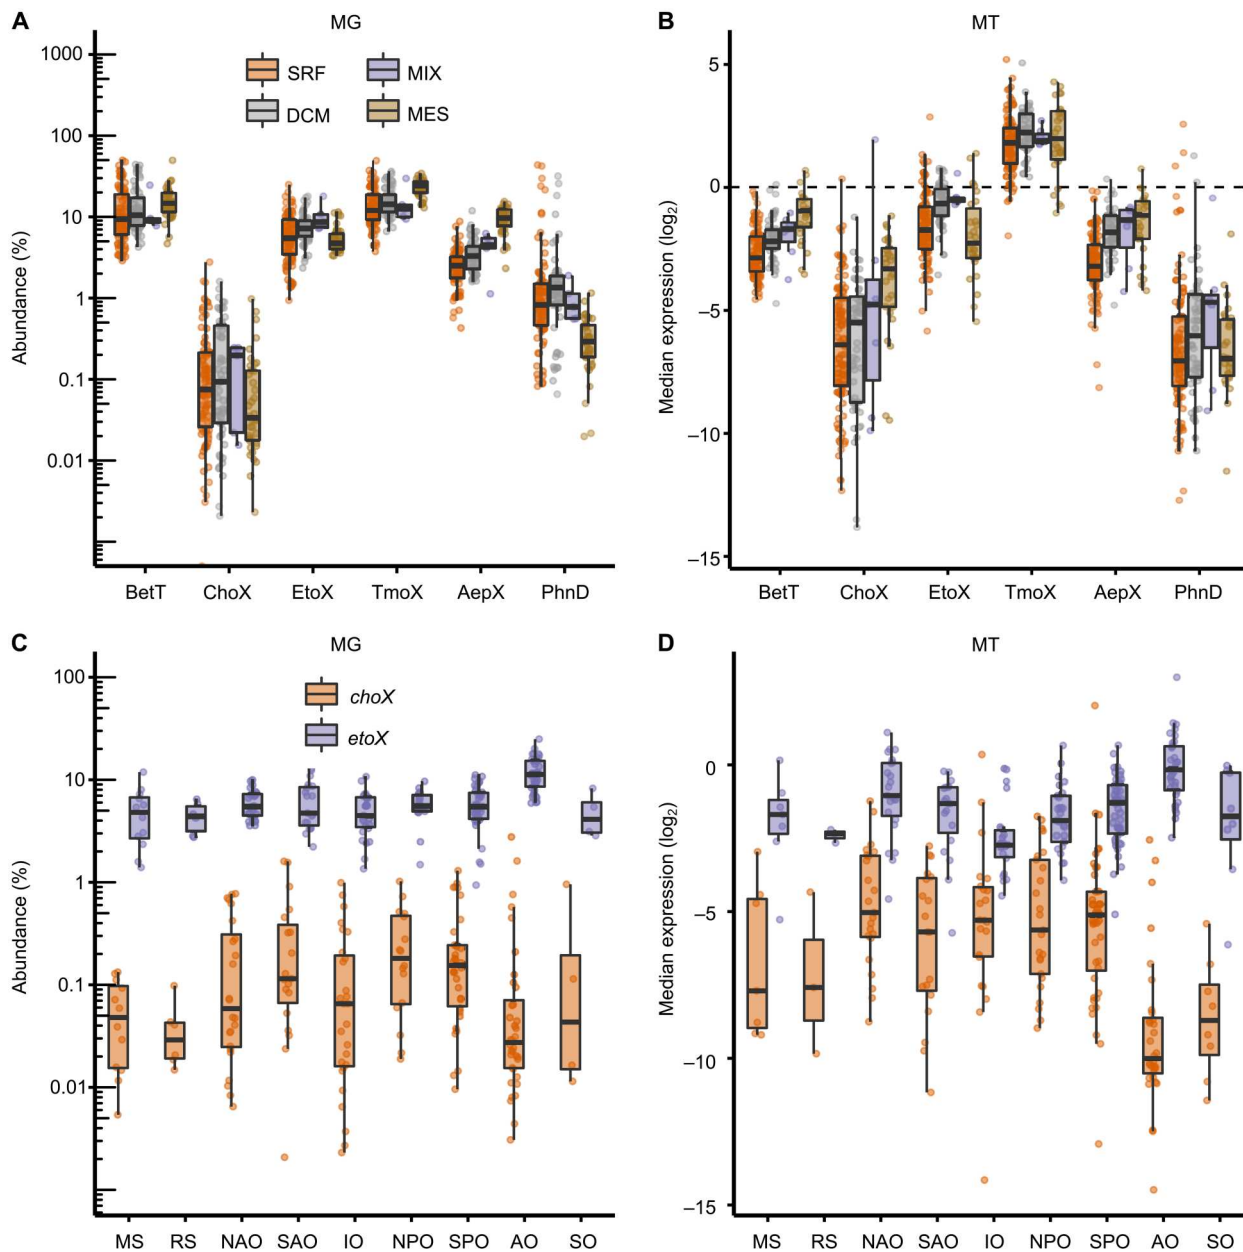 A
MG
1000
100
10
1
0.1
0.01
Abundance (%)
SRF
DCM
MIX
MES
BetT
ChoX
EtoX
TmoX
AepX
PhnD
B
MT
5
0
–5
–10
–15
Median expression (log2)
BetT
ChoX
EtoX
TmoX
AepX
PhnD
C
MG
100
10
1
0.1
0.01
Abundance (%)
choX
etoX
MS
RS
NAO
SAO
IO
NPO
SPO
AO
SO
D
MT
0
–5
–10
–15
Median expression (log2)
MS
RS
NAO
SAO
IO
NPO
SPO
AO
SO